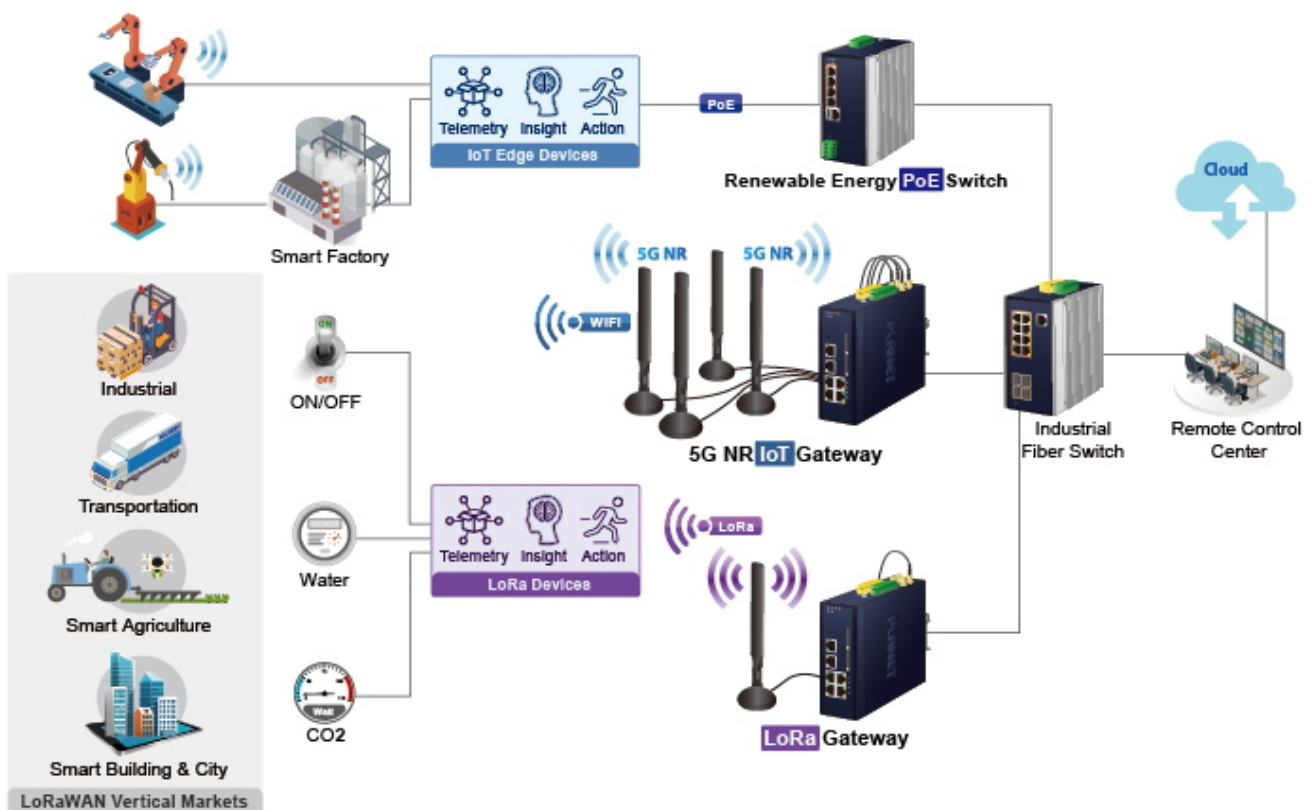 Telemetry Insight Action
IoT Edge Devices
PoE
Renewable Energy PoE Switch
Cloud
Smart Factory
5G NR
5G NR
WIFI
PLANET
5G NR IoT Gateway
Industrial
Fiber Switch
Remote Control
Center
Industrial
Transportation
Smart Agriculture
Smart Building & City
LoRaWAN Vertical Markets
ON
OFF
ON/OFF
Water
Watt
CO2
Telemetry Insight Action
LoRa Devices
LoRa
PLANET
LoRa Gateway